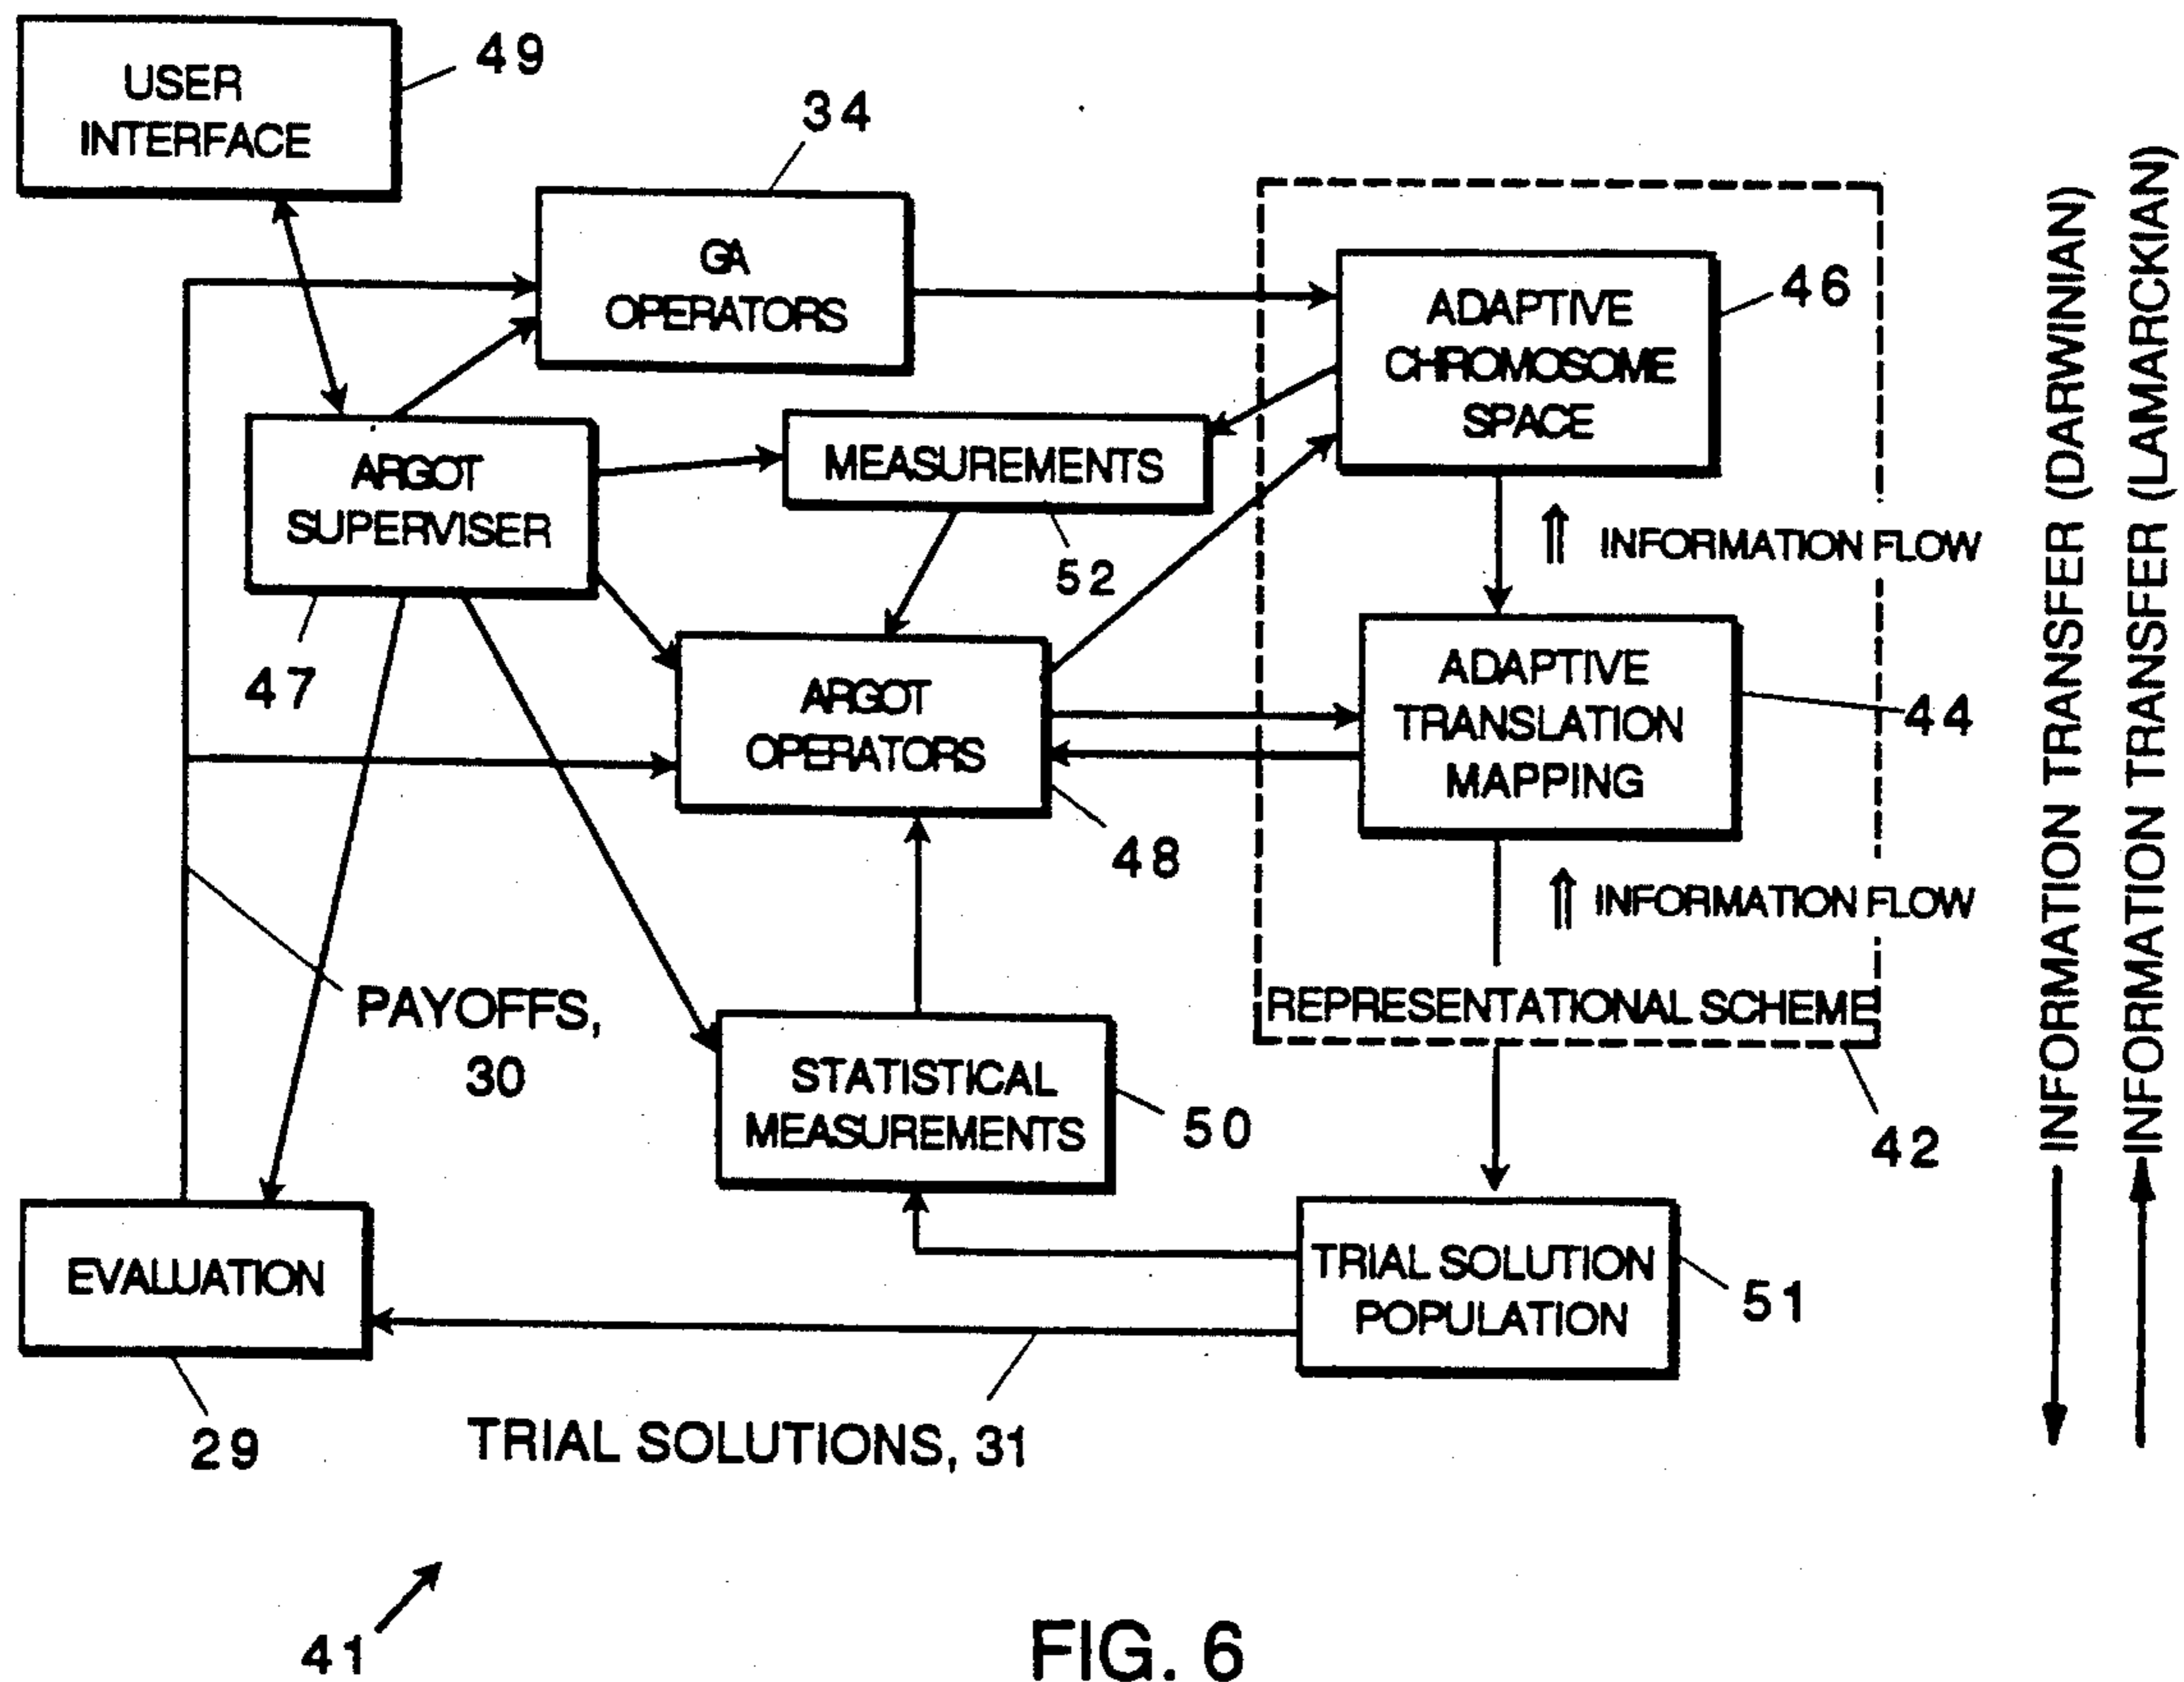 USER
INTERFACE
49
34
GA
OPERATORS
ADAPTIVE
CHROMOSOME
SPACE
46
ARGOT
SUPERVISER
47
MEASUREMENTS
52
⇑ INFORMATION FLOW
ARGOT
OPERATORS
48
ADAPTIVE
TRANSLATION
MAPPING
44
⇑ INFORMATION FLOW
REPRESENTATIONAL SCHEME
42
PAYOFFS,
30
STATISTICAL
MEASUREMENTS
50
EVALUATION
29
TRIAL SOLUTION
POPULATION
51
TRIAL SOLUTIONS, 31
INFORMATION TRANSFER (DARWINIAN)
INFORMATION TRANSFER (LAMARCKIAN)
41
FIG. 6